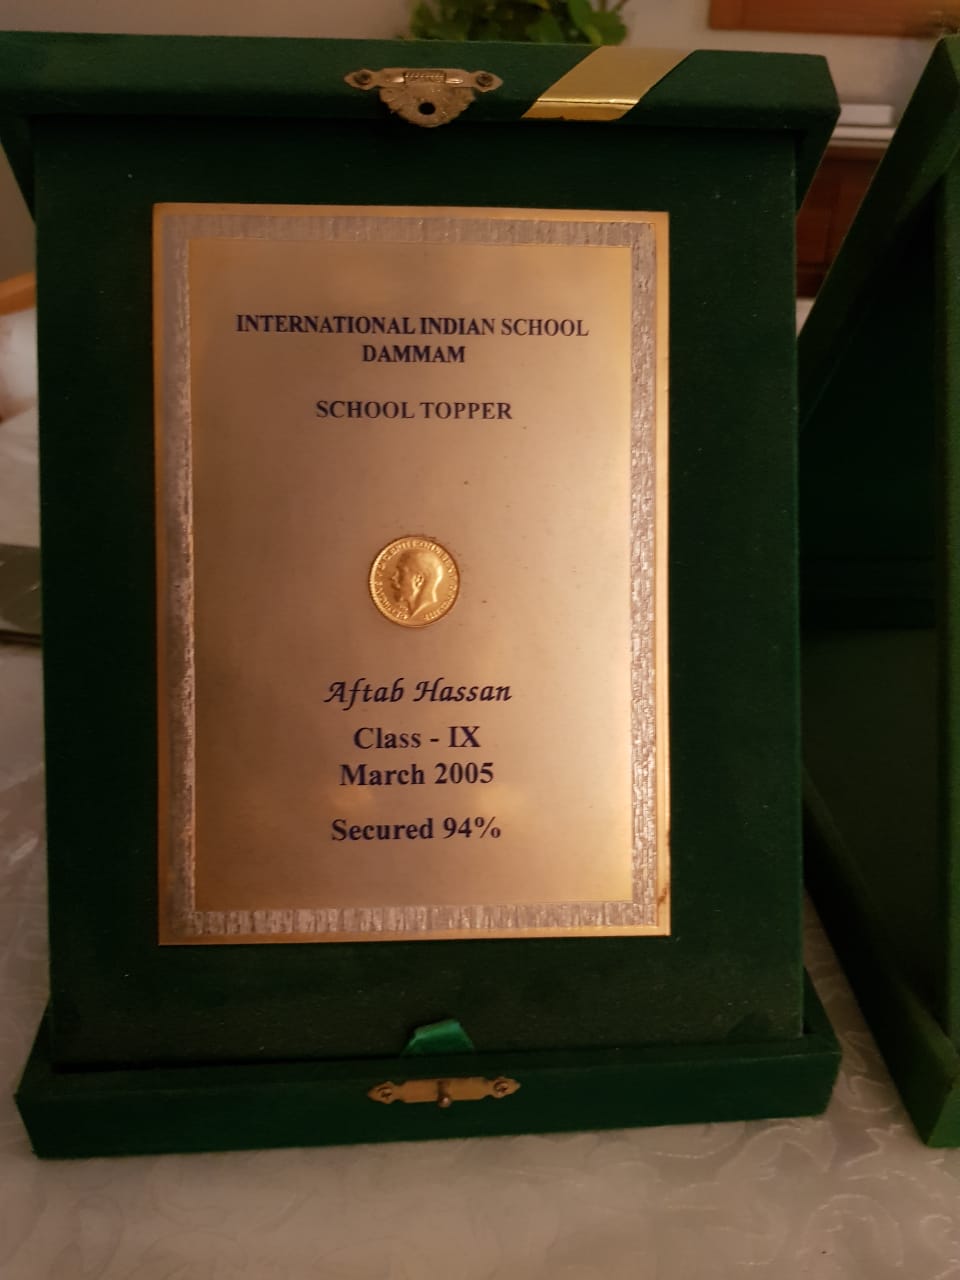 INTERNATIONAL INDIAN SCHOOL
DAMMAM
SCHOOL TOPPER
Aftab Hassan
Class - IX
March 2005
Secured 94%